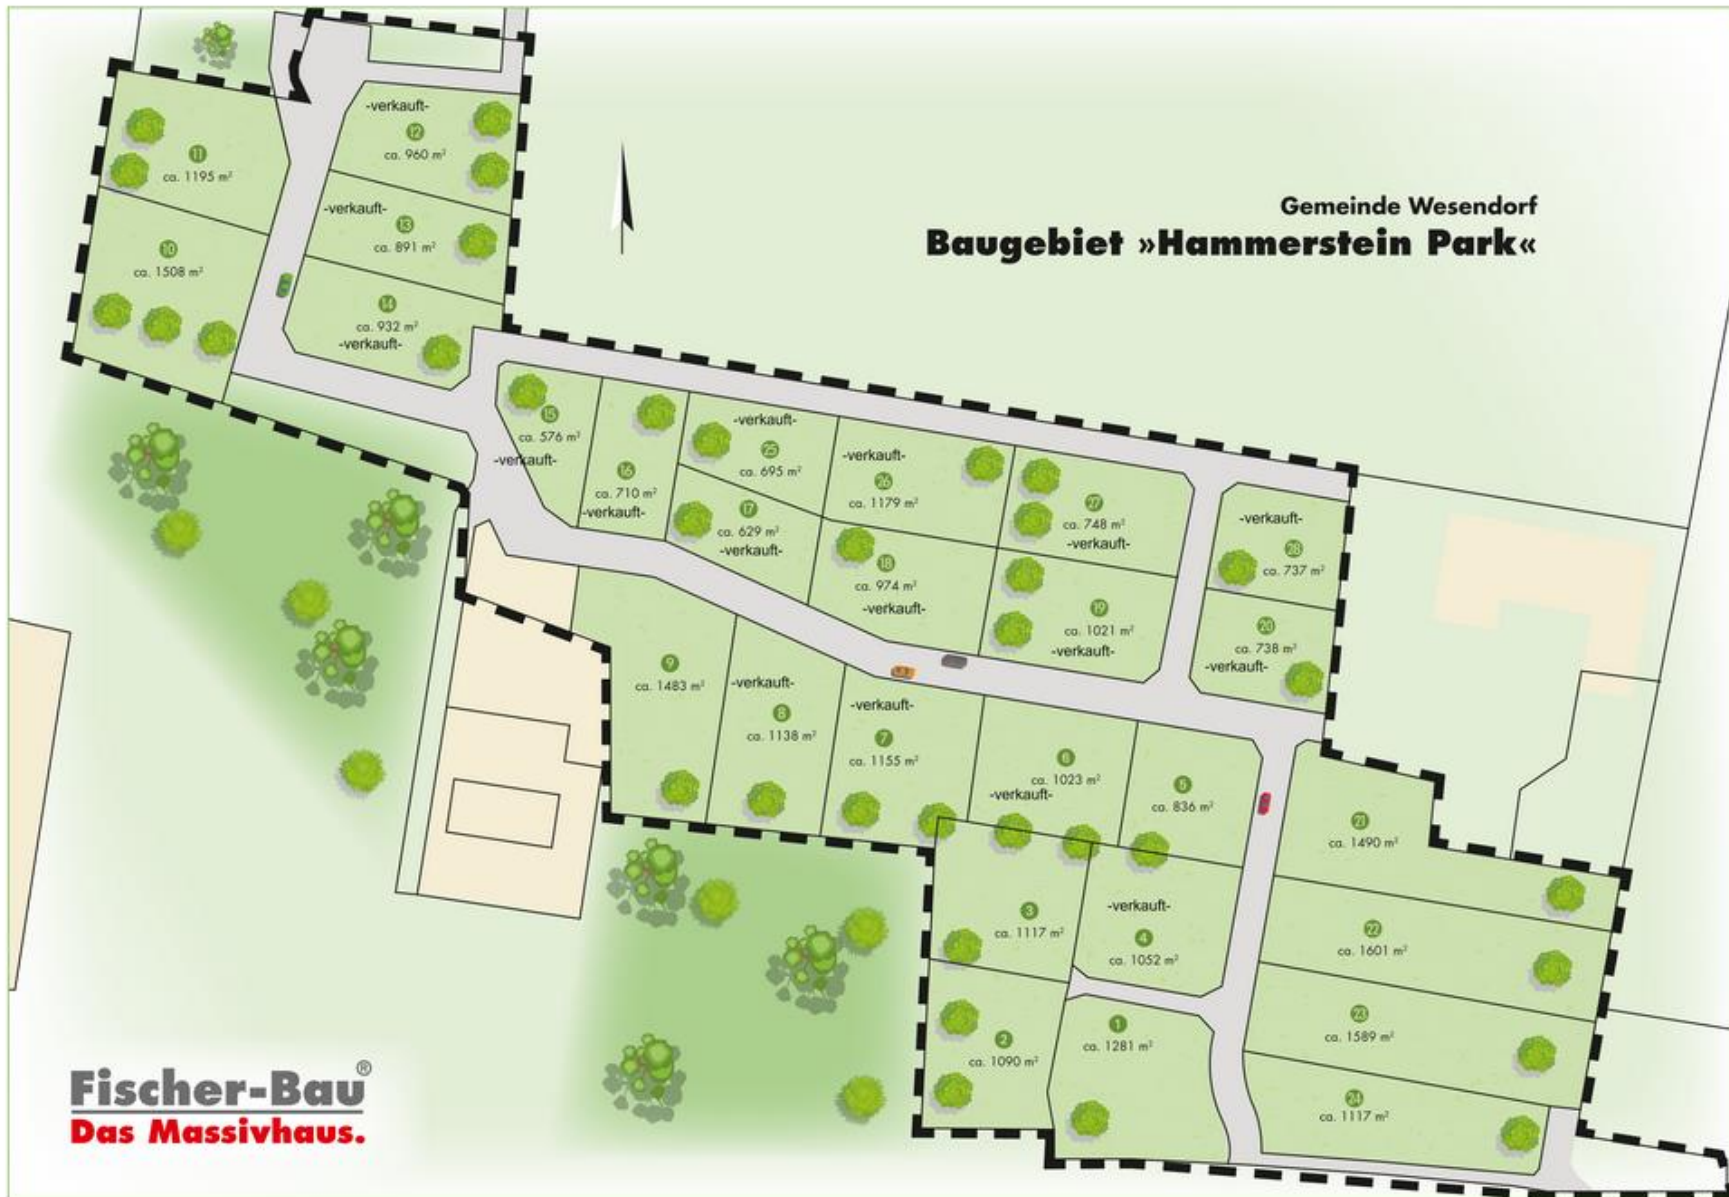 Gemeinde Wesendorf
Baugebiet »Hammerstein Park«
-verkauft-
12
ca. 960 m²
11
ca. 1195 m²
-verkauft-
13
ca. 891 m²
10
ca. 1508 m²
14
ca. 932 m²
-verkauft-
15
ca. 576 m²
-verkauft-
16
ca. 710 m²
-verkauft-
-verkauft-
25
ca. 695 m²
17
ca. 629 m²
-verkauft-
-verkauft-
26
ca. 1179 m²
18
ca. 974 m²
-verkauft-
27
ca. 748 m²
-verkauft-
19
ca. 1021 m²
-verkauft-
-verkauft-
28
ca. 737 m²
20
ca. 738 m²
-verkauft-
9
ca. 1483 m²
-verkauft-
8
ca. 1138 m²
-verkauft-
7
ca. 1155 m²
6
ca. 1023 m²
-verkauft-
5
ca. 836 m²
21
ca. 1490 m²
3
ca. 1117 m²
-verkauft-
4
ca. 1052 m²
22
ca. 1601 m²
2
ca. 1090 m²
1
ca. 1281 m²
23
ca. 1589 m²
24
ca. 1117 m²
Fischer-Bau®
Das Massivhaus.